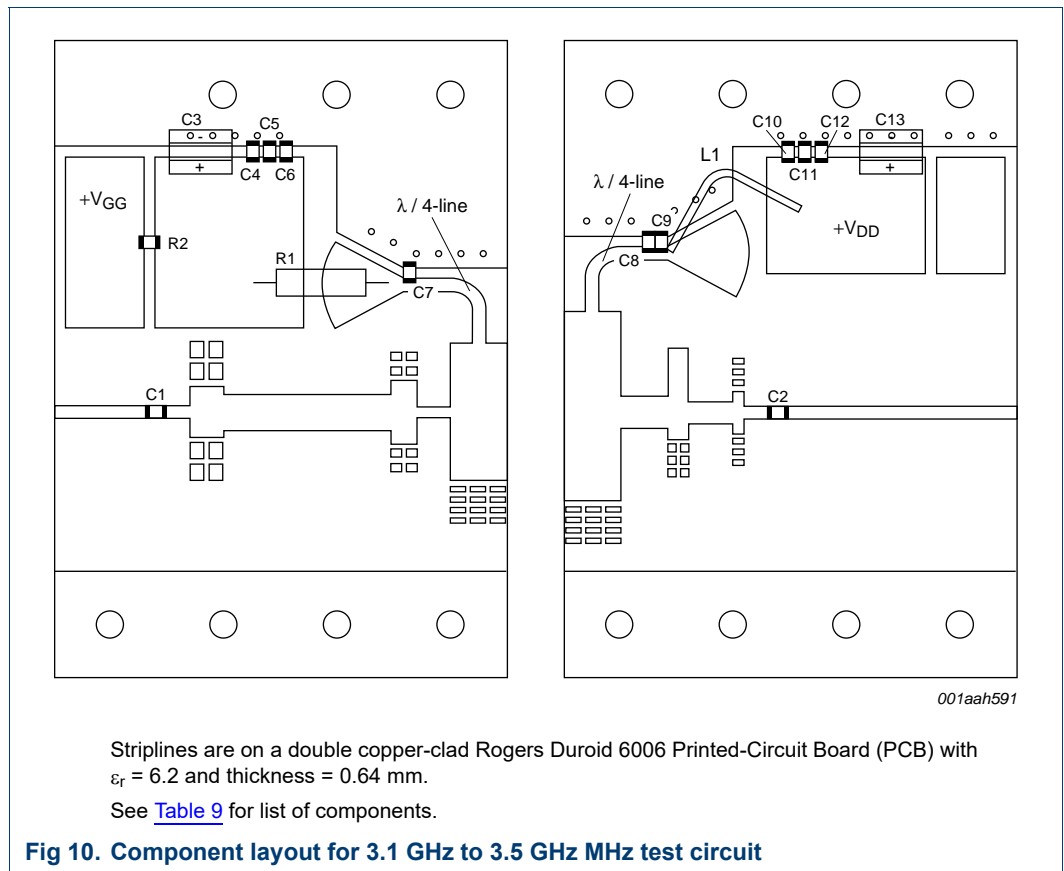 C3
C5
-
+
C4
C6
+VGG
R2
R1
λ / 4-line
C7
C1
C10
C12
C13
-
+
C11
L1
λ / 4-line
C9
C8
+VDD
C2
001aah591
Striplines are on a double copper-clad Rogers Duroid 6006 Printed-Circuit Board (PCB) with
εr = 6.2 and thickness = 0.64 mm.
See Table 9 for list of components.
Fig 10. Component layout for 3.1 GHz to 3.5 GHz MHz test circuit